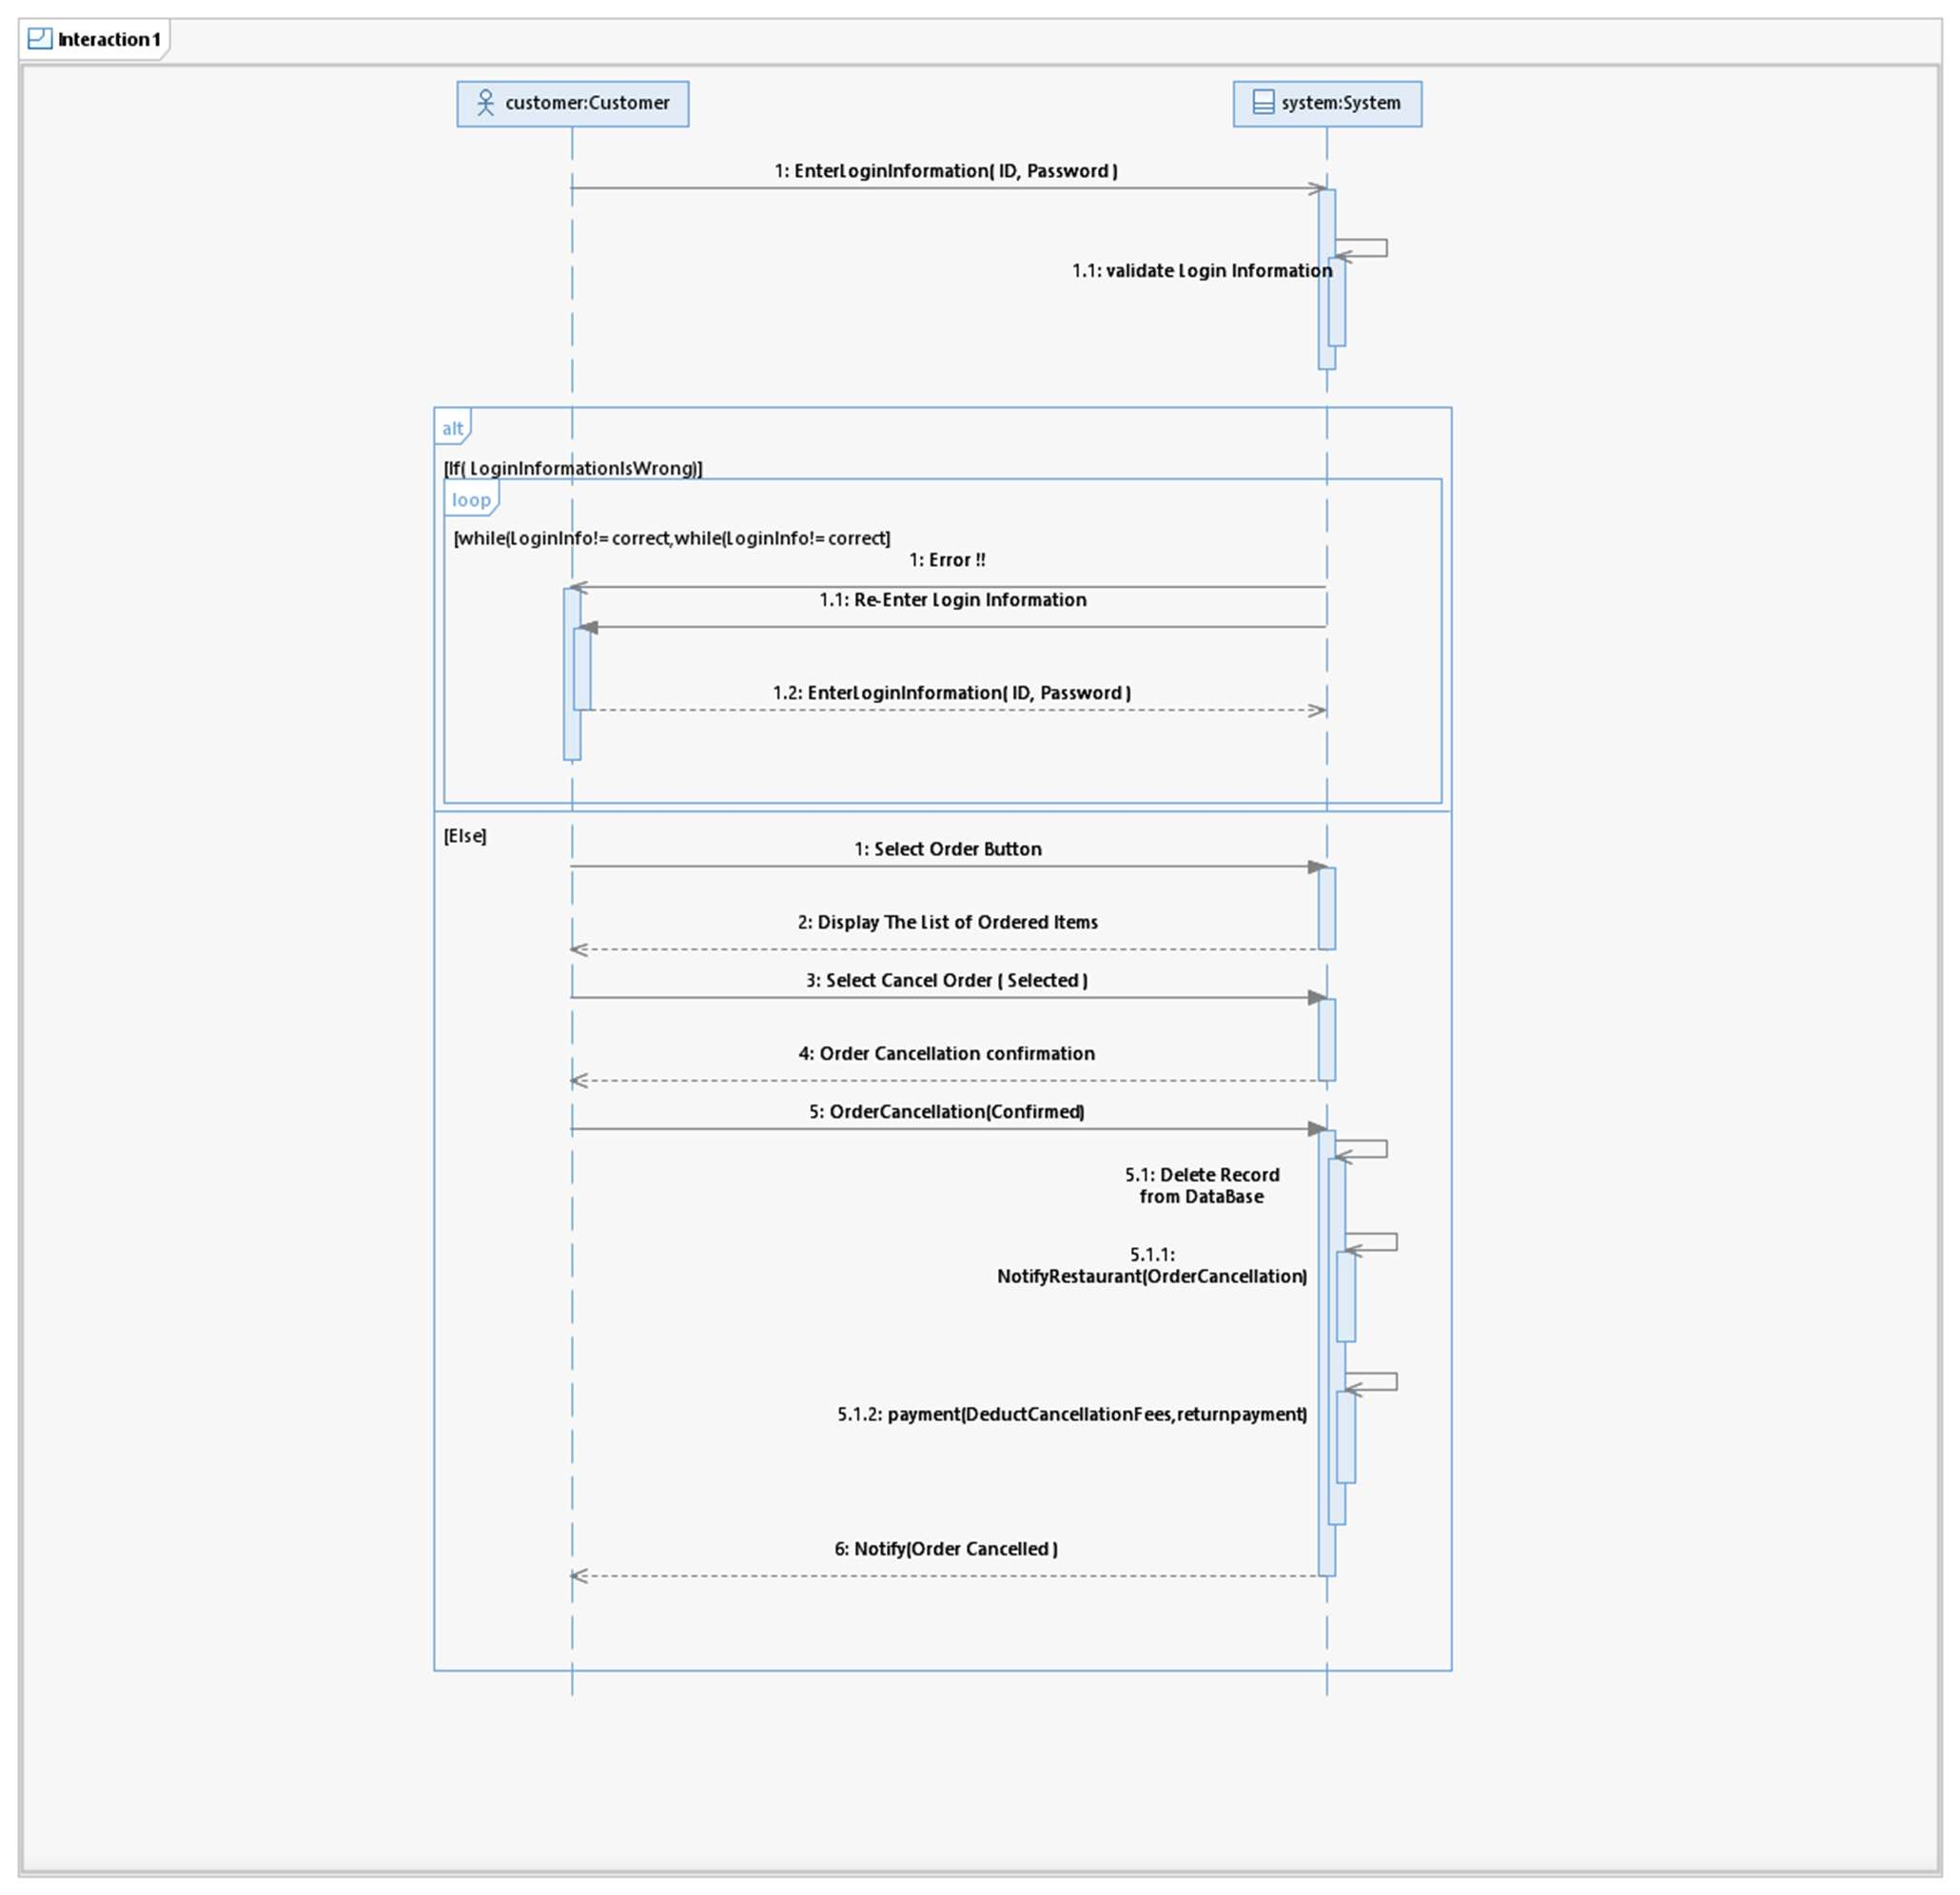 Interaction1
customer:Customer
system:System
1: EnterLoginInformation( ID, Password )
1.1: validate Login Information
alt
[If( LoginInformationIsWrong)]
loop
[while(LoginInfo!= correct,while(LoginInfo!= correct]
1: Error !!
1.1: Re-Enter Login Information
1.2: EnterLoginInformation( ID, Password )
[Else]
1: Select Order Button
2: Display The List of Ordered Items
3: Select Cancel Order ( Selected )
4: Order Cancellation confirmation
5: OrderCancellation(Confirmed)
5.1: Delete Record
from DataBase
5.1.1:
NotifyRestaurant(OrderCancellation)
5.1.2: payment(DeductCancellationFees,returnpayment)
6: Notify(Order Cancelled )